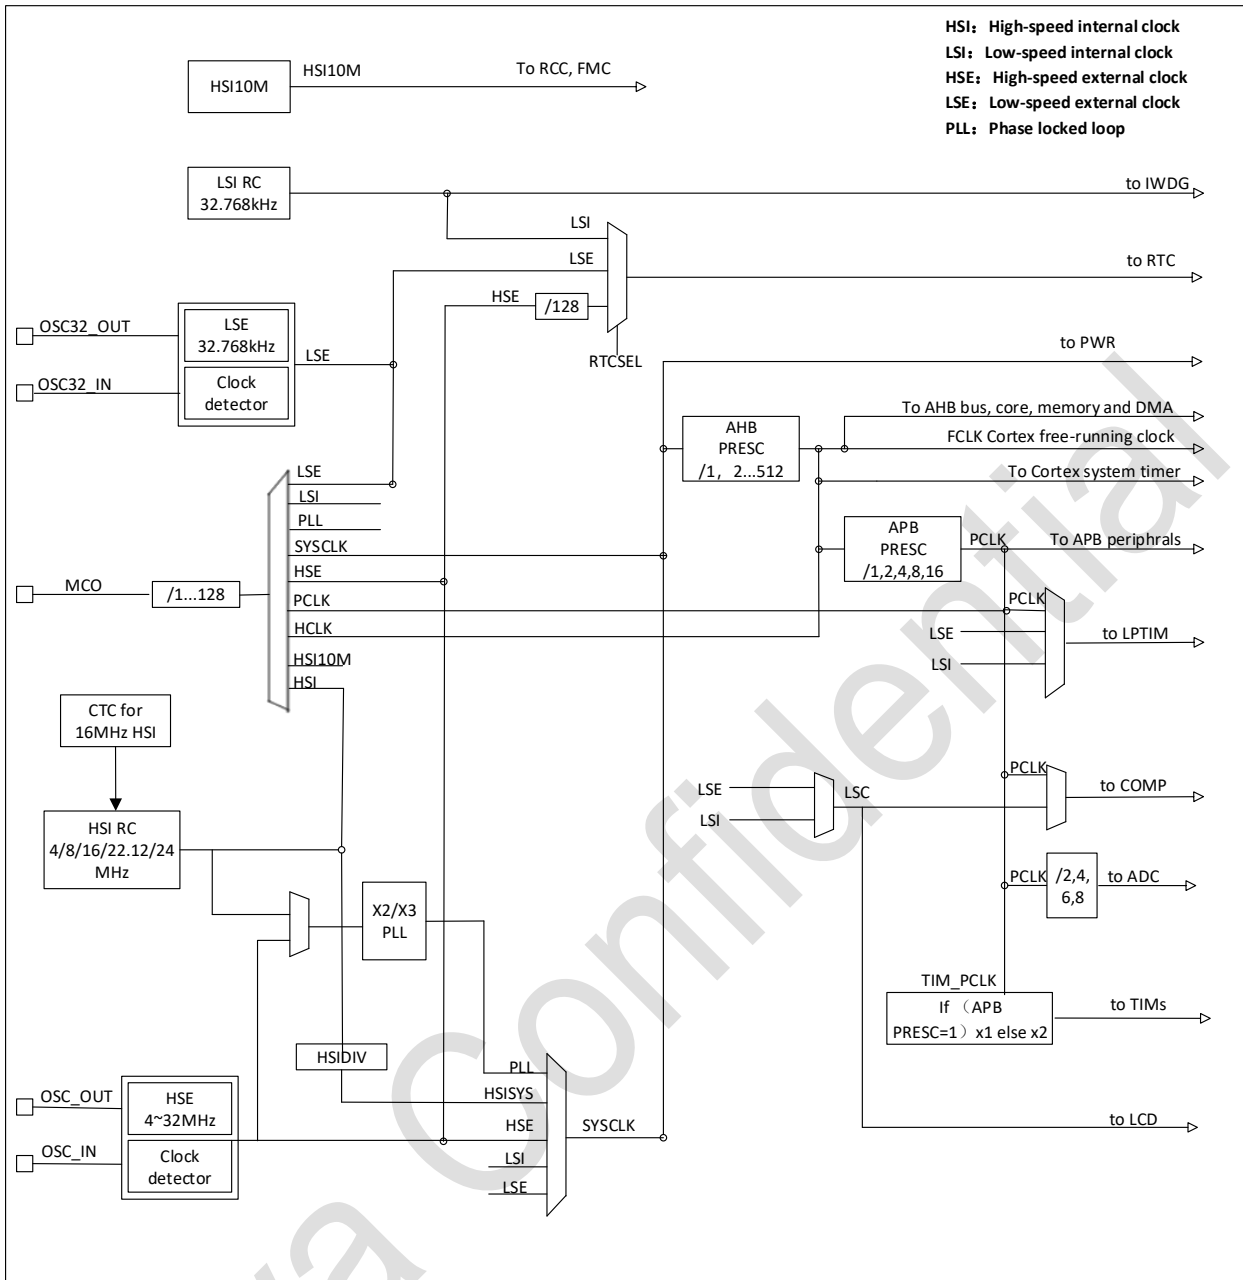 HSI：High-speed internal clock
LSI：Low-speed internal clock
HSE：High-speed external clock
LSE：Low-speed external clock
PLL：Phase locked loop
HSI10M
HSI10M
To RCC, FMC
LSI RC
32.768kHz
to IWDG
LSI
LSE
to RTC
HSE
/128
RTCSEL
OSC32_OUT
LSE
32.768kHz
LSE
OSC32_IN
Clock
detector
to PWR
To AHB bus, core, memory and DMA
AHB
PRESC
/1，2...512
FCLK Cortex free-running clock
To Cortex system timer
LSE
LSI
PLL
SYSCLK
HSE
PCLK
HCLK
HSI10M
HSI
MCO
/1...128
APB
PRESC
/1,2,4,8,16
PCLK
To APB periphrals
PCLK
LSE
LSI
to LPTIM
CTC for
16MHz HSI
HSI RC
4/8/16/22.12/24
MHz
LSE
LSI
LSC
PCLK
to COMP
X2/X3
PLL
PCLK
/2,4,
6,8
to ADC
TIM_PCLK
If （APB
PRESC=1）x1 else x2
to TIMs
HSIDIV
OSC_OUT
HSE
4~32MHz
OSC_IN
Clock
detector
PLL
HSISYS
HSE
LSI
LSE
SYSCLK
to LCD
va Confidential